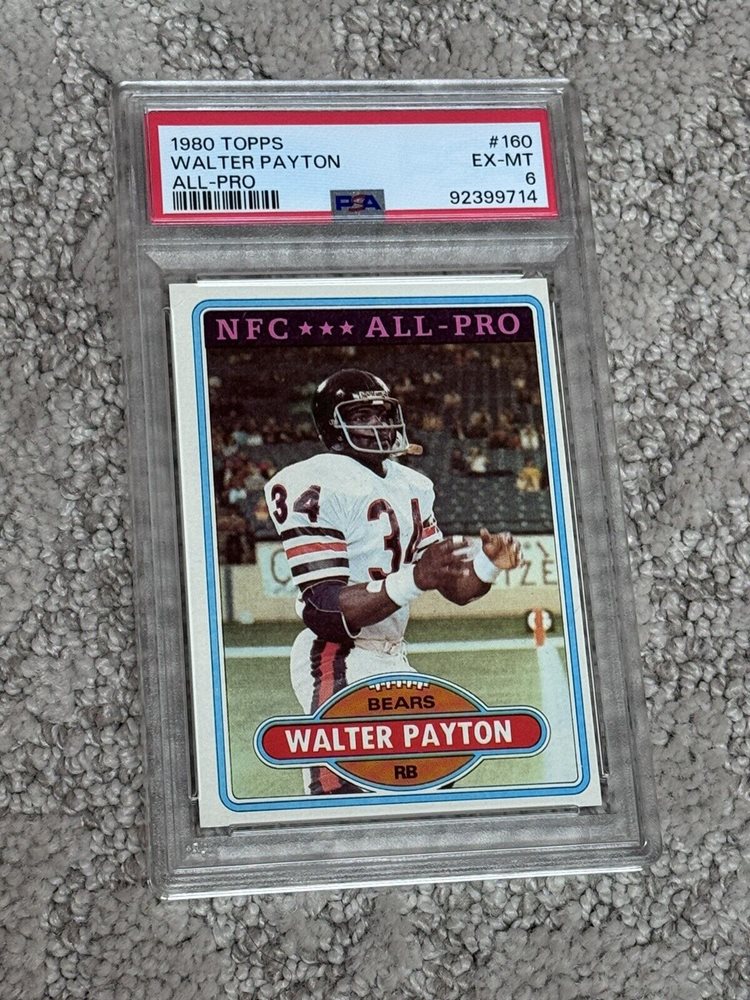 1980 TOPPS #160
WALTER PAYTON EX-MT
ALL-PRO 6
PSA 92399714
NFC ★★★ ALL-PRO
34
34
BEARS
WALTER PAYTON
RB